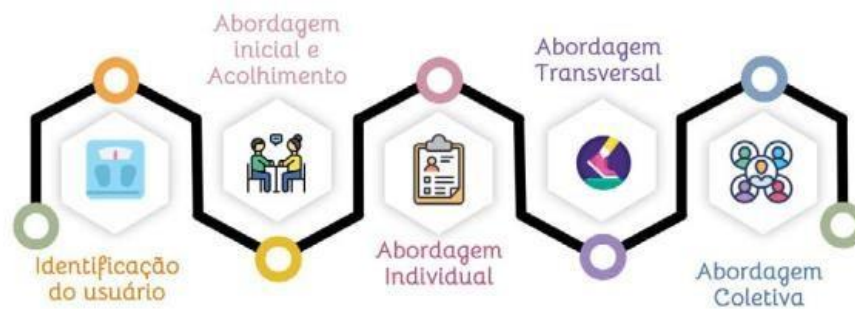 Identificação
do usuário
Abordagem
inicial e
Acolhimento
Abordagem
Individual
Abordagem
Transversal
Abordagem
Coletiva